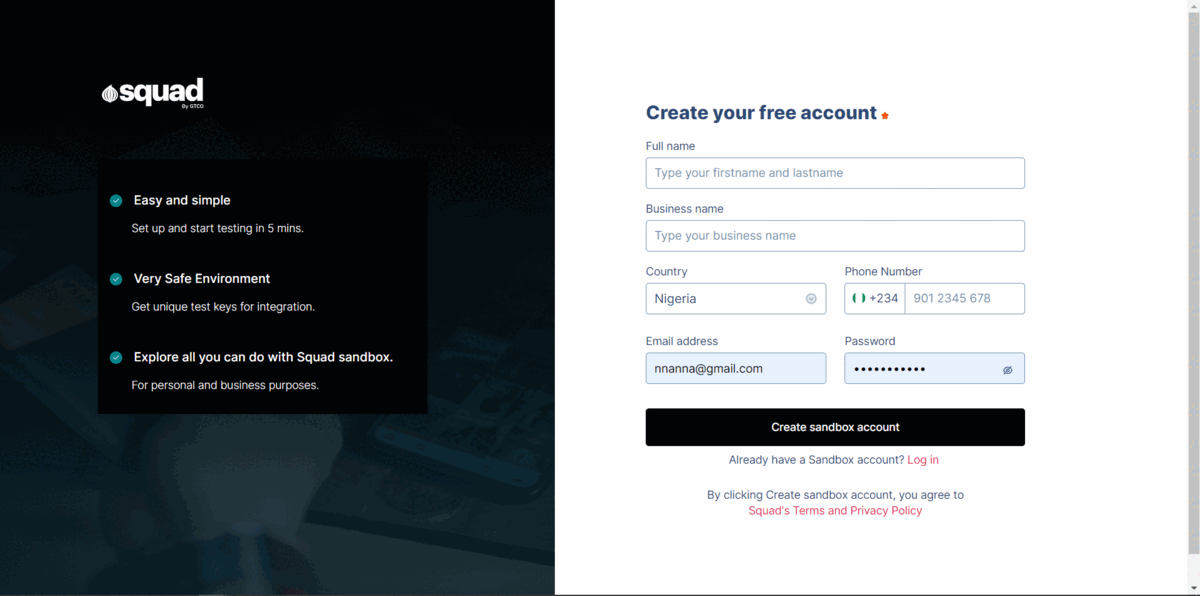 squad
By GTCO
Easy and simple
Set up and start testing in 5 mins.
Very Safe Environment
Get unique test keys for integration.
Explore all you can do with Squad sandbox.
For personal and business purposes.
Create your free account
Full name
Type your firstname and lastname
Business name
Type your business name
Country
Phone Number
Nigeria
+234
901 2345 678
Email address
Password
nnanna@gmail.com
•••••••••••
Create sandbox account
Already have a Sandbox account? Log in
By clicking Create sandbox account, you agree to
Squad's Terms and Privacy Policy